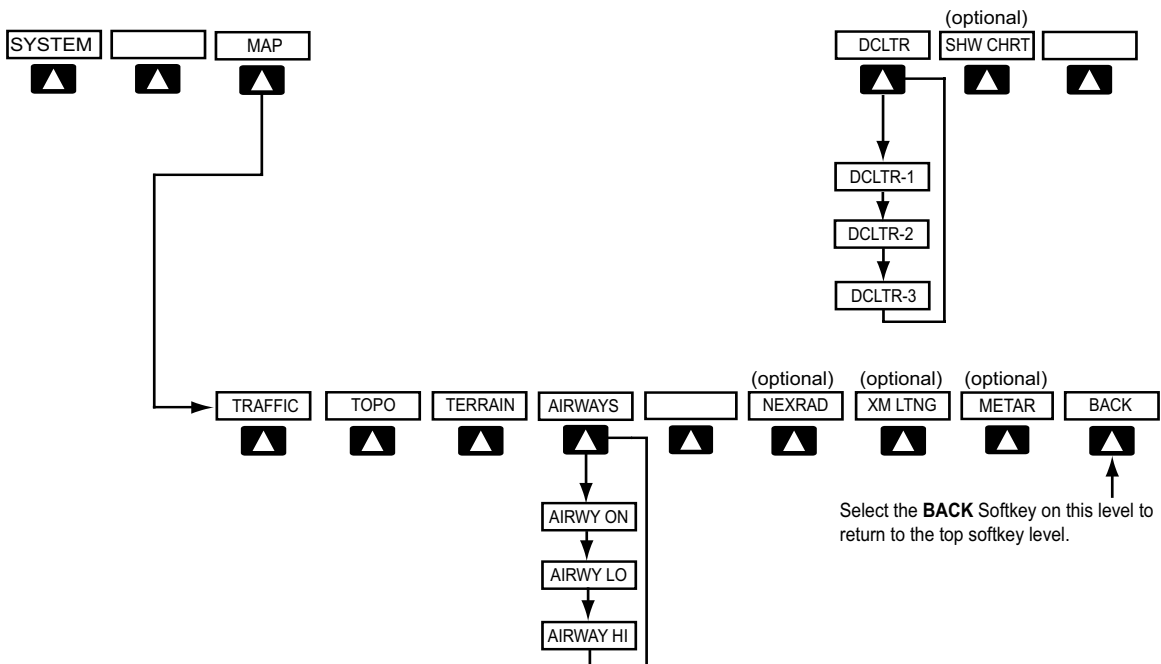 (optional)
SYSTEM MAP DCLTR SHW CHRT
DCLTR-1
DCLTR-2
DCLTR-3
(optional) (optional) (optional)
TRAFFIC TOPO TERRAIN AIRWAYS NEXRAD XM LTNG METAR BACK
Select the BACK Softkey on this level to
return to the top softkey level.
AIRWY ON
AIRWY LO
AIRWAY HI